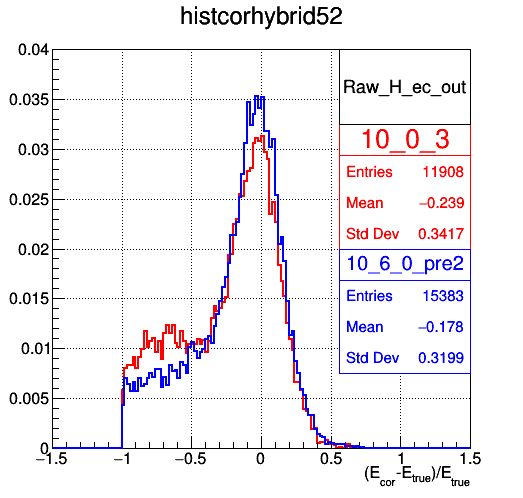 histcorhybrid52
Raw_H_ec_out
10_0_3
Entries 11908
Mean −0.239
Std Dev 0.3417
10_6_0_pre2
Entries 15383
Mean −0.178
Std Dev 0.3199
0.04
0.035
0.03
0.025
0.02
0.015
0.01
0.005
0
−1.5 −1 −0.5 0 0.5 1 1.5
(E_cor-E_true)/E_true